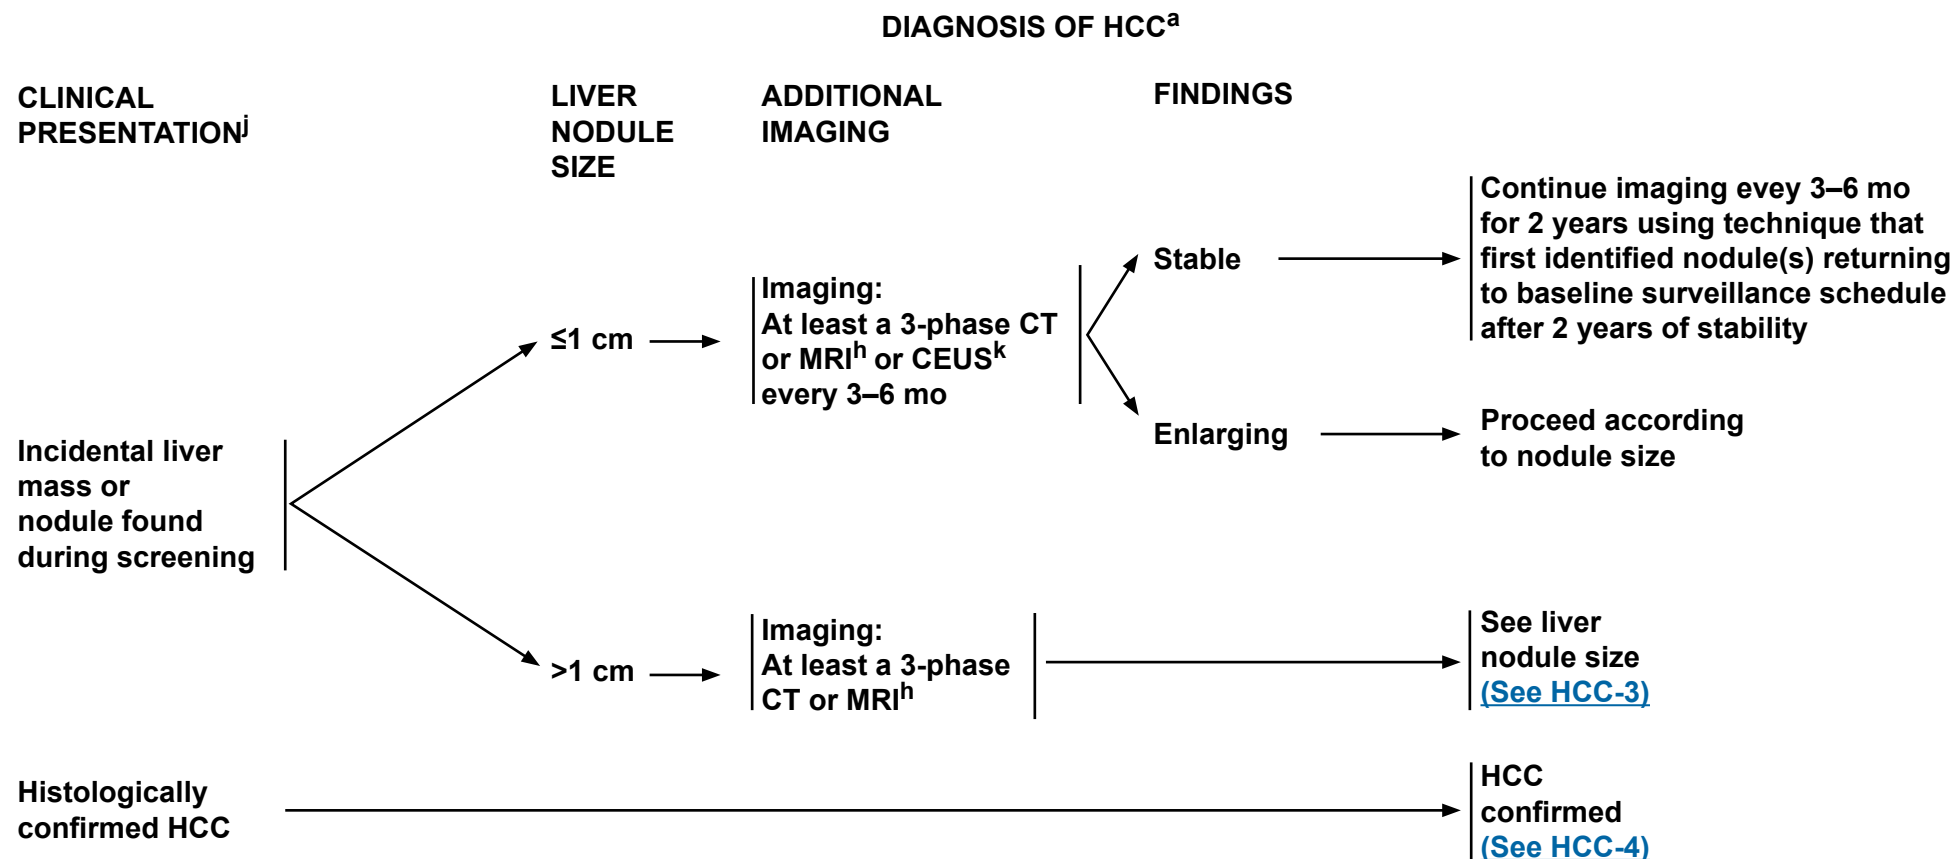 DIAGNOSIS OF HCCa
CLINICAL
PRESENTATIONj
LIVER
NODULE
SIZE
ADDITIONAL
IMAGING
FINDINGS
Incidental liver
mass or
nodule found
during screening
≤1 cm
Imaging:
At least a 3-phase CT
or MRIh or CEUSk
every 3–6 mo
Stable
Continue imaging evey 3–6 mo
for 2 years using technique that
first identified nodule(s) returning
to baseline surveillance schedule
after 2 years of stability
Enlarging
Proceed according
to nodule size
>1 cm
Imaging:
At least a 3-phase
CT or MRIh
See liver
nodule size
(See HCC-3)
Histologically
confirmed HCC
HCC
confirmed
(See HCC-4)